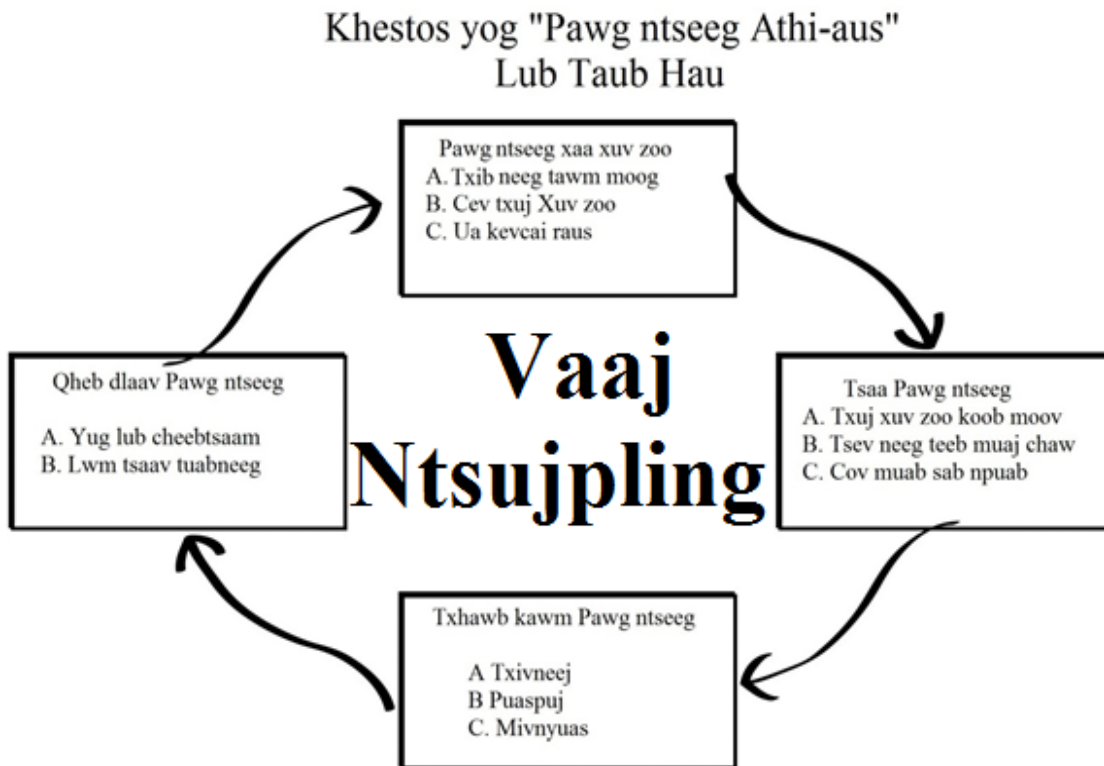 Khestos yog "Pawg ntseeg Athi-aus"
Lub Taub Hau
Pawg ntseeg xaa xuv zoo
A. Txib neeg tawm moog
B. Cev txuj Xuv zoo
C. Ua kevcai raus
Tsaa Pawg ntseeg
A. Txuj xuv zoo koob moov
B. Tsev neeg teeb muaj chaw
C. Cov muab sab npuab
Txhawb kawm Pawg ntseeg
A Txivneej
B Puaspuj
C. Mivnyuas
Qheb dlaav Pawg ntseeg
A. Yug lub cheebtsaam
B. Lwm tsaav tuabneeg
Vaaj
Ntsujpling